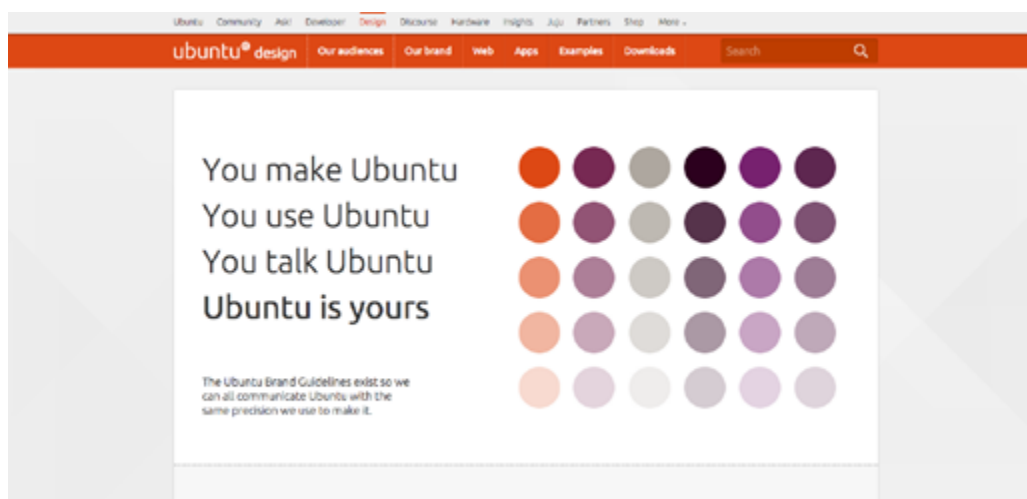 Ubuntu Community Ask! Developer Design Discourse Hardware Insights Juju Partners Shop More
ubuntu® design Our audiences Our brand Web Apps Examples Downloads Search
You make Ubuntu
You use Ubuntu
You talk Ubuntu
Ubuntu is yours
The Ubuntu Brand Guidelines exist so we
can all communicate Ubuntu with the
same precision we use to make it.